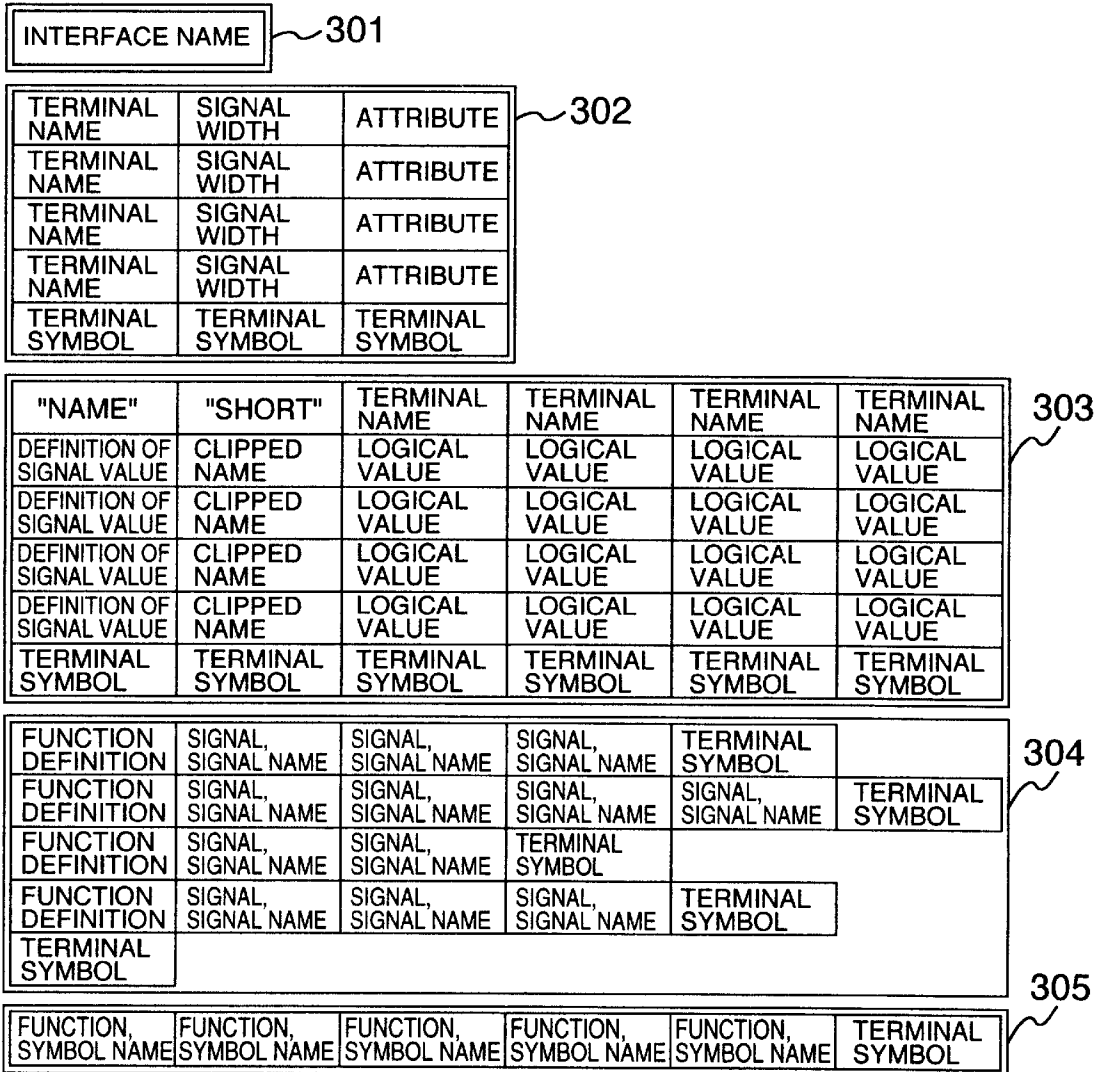 INTERFACE NAME 301
TERMINAL NAME SIGNAL WIDTH ATTRIBUTE 302
TERMINAL NAME SIGNAL WIDTH ATTRIBUTE
TERMINAL NAME SIGNAL WIDTH ATTRIBUTE
TERMINAL NAME SIGNAL WIDTH ATTRIBUTE
TERMINAL SYMBOL TERMINAL SYMBOL TERMINAL SYMBOL
"NAME" "SHORT" TERMINAL NAME TERMINAL NAME TERMINAL NAME TERMINAL NAME 303
DEFINITION OF SIGNAL VALUE CLIPPED NAME LOGICAL VALUE LOGICAL VALUE LOGICAL VALUE LOGICAL VALUE
DEFINITION OF SIGNAL VALUE CLIPPED NAME LOGICAL VALUE LOGICAL VALUE LOGICAL VALUE LOGICAL VALUE
DEFINITION OF SIGNAL VALUE CLIPPED NAME LOGICAL VALUE LOGICAL VALUE LOGICAL VALUE LOGICAL VALUE
DEFINITION OF SIGNAL VALUE CLIPPED NAME LOGICAL VALUE LOGICAL VALUE LOGICAL VALUE LOGICAL VALUE
TERMINAL SYMBOL TERMINAL SYMBOL TERMINAL SYMBOL TERMINAL SYMBOL TERMINAL SYMBOL TERMINAL SYMBOL
FUNCTION DEFINITION SIGNAL, SIGNAL NAME SIGNAL, SIGNAL NAME SIGNAL, SIGNAL NAME TERMINAL SYMBOL 304
FUNCTION DEFINITION SIGNAL, SIGNAL NAME SIGNAL, SIGNAL NAME SIGNAL, SIGNAL NAME SIGNAL, SIGNAL NAME TERMINAL SYMBOL
FUNCTION DEFINITION SIGNAL, SIGNAL NAME SIGNAL, SIGNAL NAME TERMINAL SYMBOL
FUNCTION DEFINITION SIGNAL, SIGNAL NAME SIGNAL, SIGNAL NAME SIGNAL, SIGNAL NAME TERMINAL SYMBOL
TERMINAL SYMBOL
FUNCTION, SYMBOL NAME FUNCTION, SYMBOL NAME FUNCTION, SYMBOL NAME FUNCTION, SYMBOL NAME FUNCTION, SYMBOL NAME TERMINAL SYMBOL 305